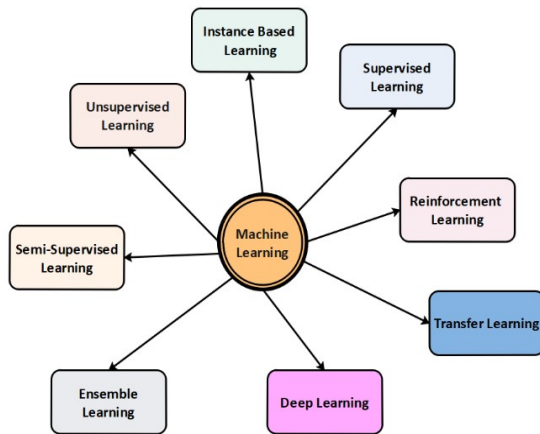 Instance Based
Learning
Supervised
Learning
Unsupervised
Learning
Reinforcement
Learning
Machine
Learning
Semi-Supervised
Learning
Transfer Learning
Ensemble
Learning
Deep Learning